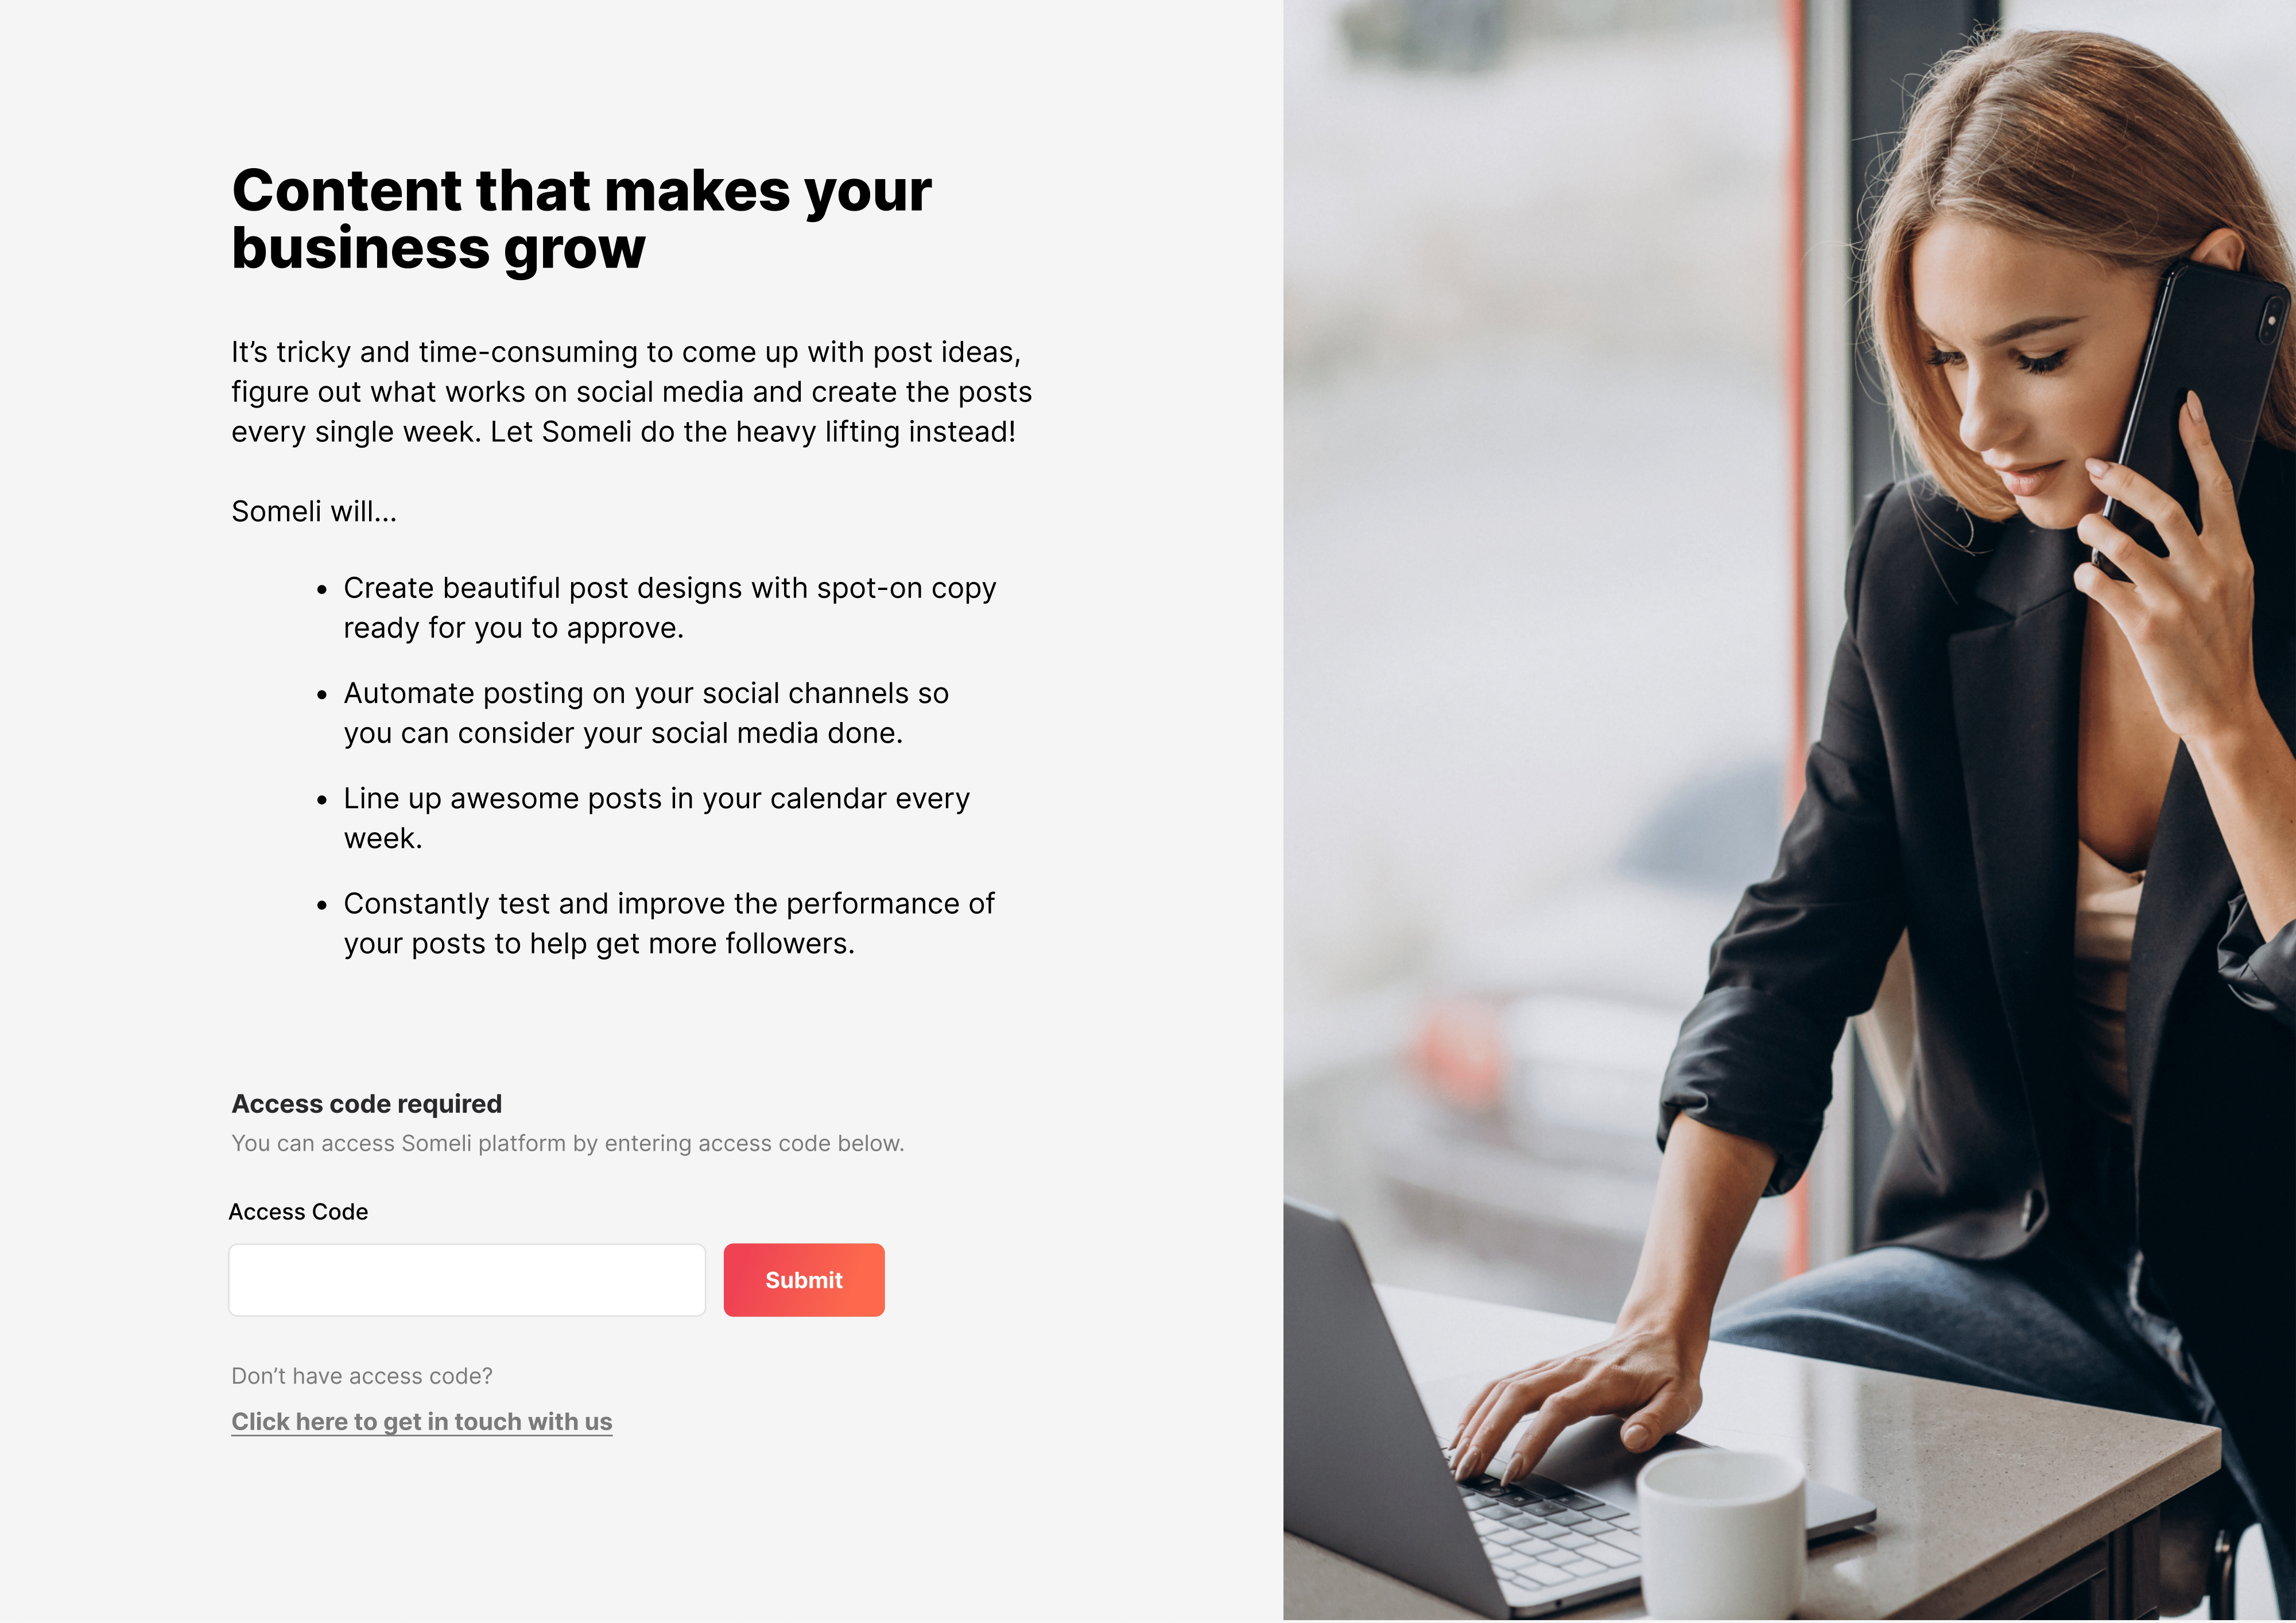 Content that makes your
business grow
It’s tricky and time-consuming to come up with post ideas,
figure out what works on social media and create the posts
every single week. Let Someli do the heavy lifting instead!
Someli will...
• Create beautiful post designs with spot-on copy
ready for you to approve.
• Automate posting on your social channels so
you can consider your social media done.
• Line up awesome posts in your calendar every
week.
• Constantly test and improve the performance of
your posts to help get more followers.
Access code required
You can access Someli platform by entering access code below.
Access Code
Submit
Don’t have access code?
Click here to get in touch with us